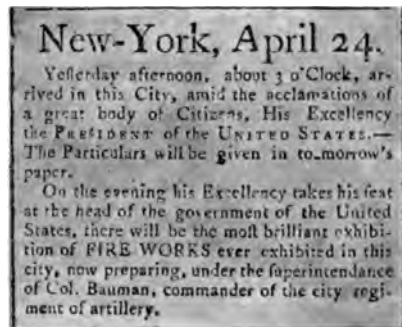 New-York, April 24.
Yesterday afternoon, about 3 o'Clock, ar-
rived in this City, amid the acclamations of
a great body of Citizens, His Excellency
the PRESIDENT of the UNITED STATES.—
The Particulars will be given in to-morrow's
paper.
On the evening his Excellency takes his seat
at the head of the government of the United
States, there will be the most brilliant exhibi-
tion of FIRE WORKS ever exhibited in this
city, now preparing, under the superintendance
of Col. Bauman, commander of the city regi-
ment of artillery.